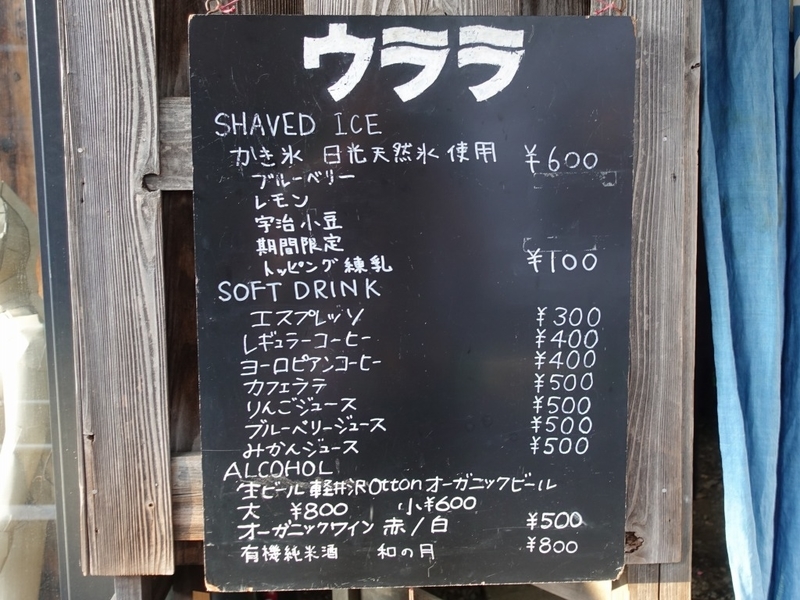 ウララ
SHAVED ICE
かき氷 日光天然氷使用 ¥600
ブルーベリー
レモン
宇治小豆
期間限定
トッピング練乳 ¥100
SOFT DRINK
エスプレッソ ¥300
レギュラーコーヒー ¥400
ヨーロピアンコーヒー ¥400
カフェラテ ¥500
りんごジュース ¥500
ブルーベリージュース ¥500
みかんジュース ¥500
ALCOHOL
生ビール 軽井沢 オーガニックビール
大 ¥800 小¥600
オーガニックワイン 赤/白 ¥500
有機純米酒 和の月 ¥800